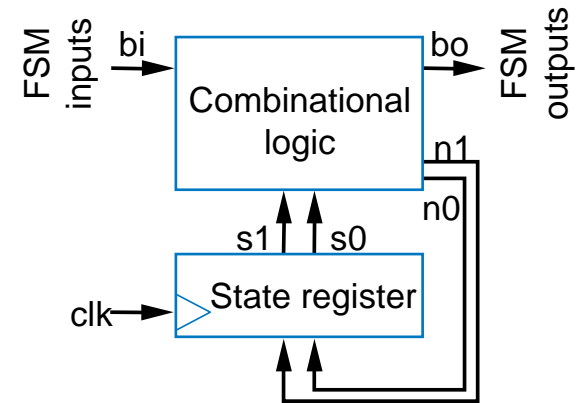 FSM
inputs
bi
Combinational
logic
bo
FSM
outputs
n1
n0
s1
s0
clk
State register